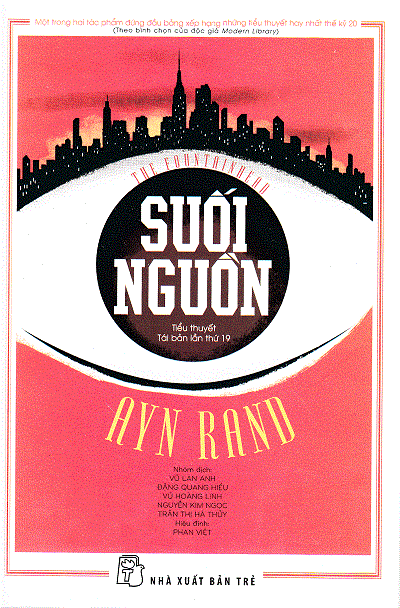 Một trong hai tác phẩm đứng đầu bảng xếp hạng những tiểu thuyết hay nhất thế kỷ 20
(Theo bình chọn của độc giả Modern Library)
THE FOUNTAINHEAD
SUỐI
NGUỒN
Tiểu thuyết
Tái bản lần thứ 19
AYN RAND
Nhóm dịch:
VŨ LAN ANH
ĐẶNG QUANG HIẾU
VŨ HOÀNG LINH
NGUYỄN KIM NGỌC
TRẦN THỊ HÀ THỦY
Hiệu đính:
PHAN VIỆT
NHÀ XUẤT BẢN TRẺ